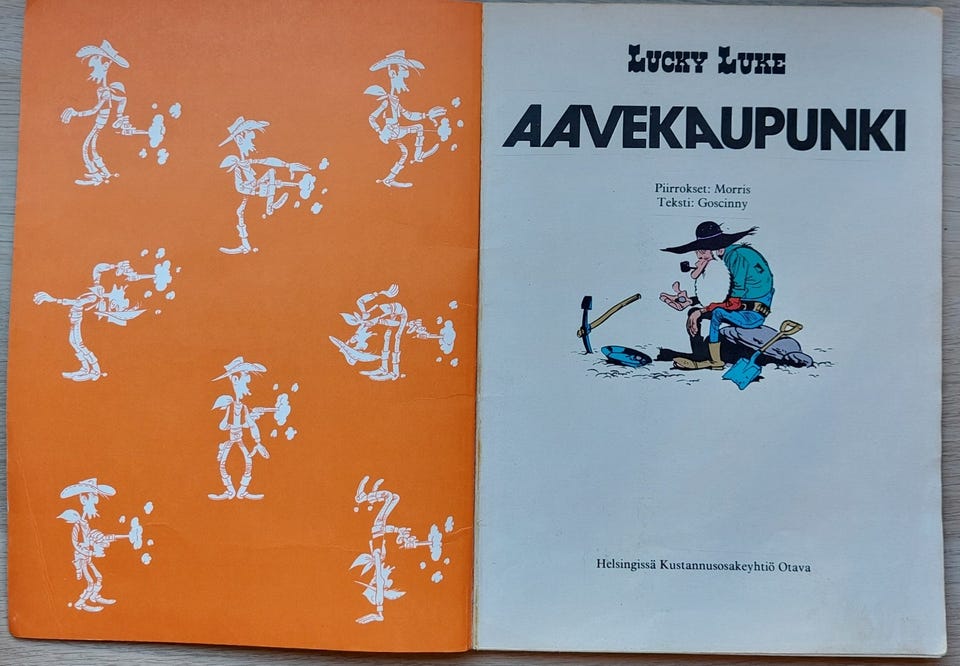 LUCKY LUKE
AAVEKAUPUNKI
Piirrokset: Morris
Teksti: Goscinny
Helsingissä Kustannusosakeyhtiö Otava